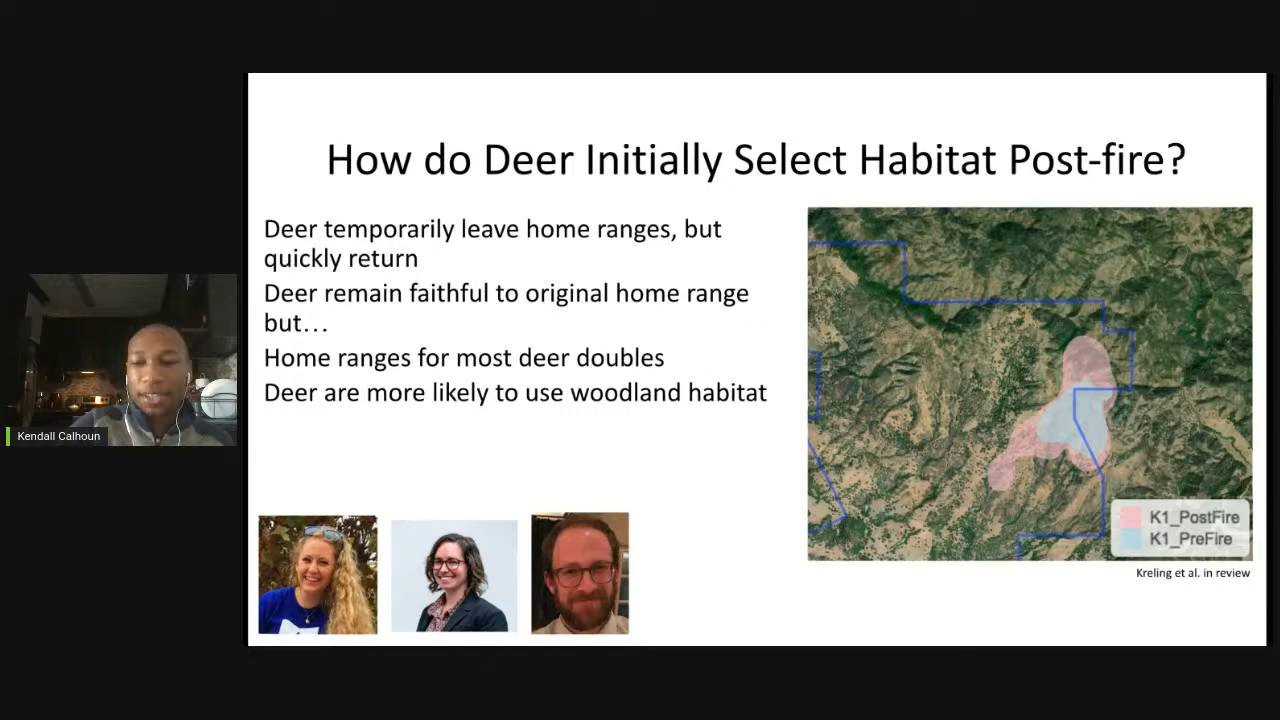 How do Deer Initially Select Habitat Post-fire?
Deer temporarily leave home ranges, but
quickly return
Deer remain faithful to original home range
but…
Home ranges for most deer doubles
Deer are more likely to use woodland habitat
Kendall Calhoun
K1_PostFire
K1_PreFire
Kreling et al. in review